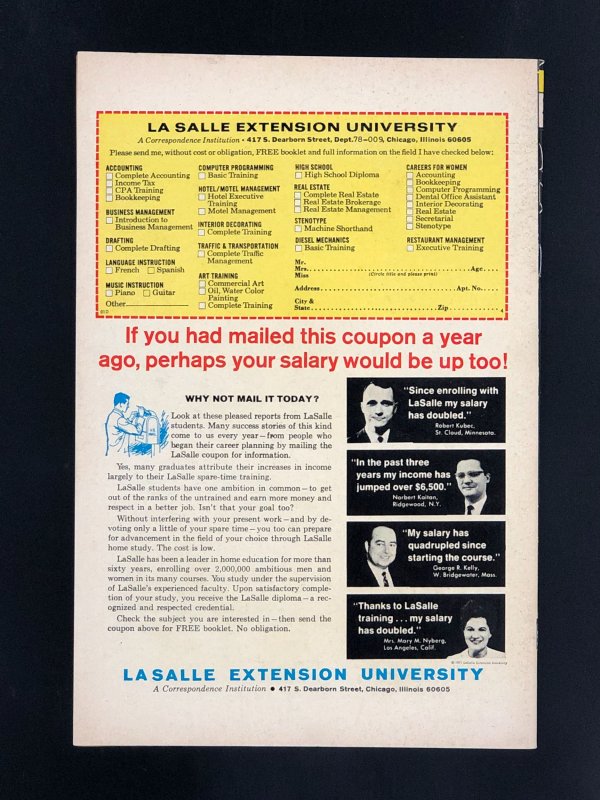 LA SALLE EXTENSION UNIVERSITY
A Correspondence Institution • 417 S. Dearborn Street, Dept.78-009, Chicago, Illinois 60605
Please send me, without cost or obligation, FREE booklet and full information on the field I have checked below:
ACCOUNTING
Complete Accounting
Income Tax
CPA Training
Bookkeeping
BUSINESS MANAGEMENT
Introduction to
Business Management
DRAFTING
Complete Drafting
LANGUAGE INSTRUCTION
French Spanish
MUSIC INSTRUCTION
Piano Guitar
Other
COMPUTER PROGRAMMING
Basic Training
HOTEL/MOTEL MANAGEMENT
Hotel Executive
Training
Motel Management
INTERIOR DECORATING
Complete Training
TRAFFIC & TRANSPORTATION
Complete Traffic
Management
ART TRAINING
Commercial Art
Oil, Water Color
Painting
Complete Training
HIGH SCHOOL
High School Diploma
REAL ESTATE
Complete Real Estate
Real Estate Brokerage
Real Estate Management
STENOTYPE
Machine Shorthand
DIESEL MECHANICS
Basic Training
CAREERS FOR WOMEN
Accounting
Bookkeeping
Computer Programming
Dental Office Assistant
Interior Decorating
Real Estate
Secretarial
Stenotype
RESTAURANT MANAGEMENT
Executive Training
Mr.
Mrs. Age
Miss (Circle title and please print)
Address Apt. No.
City &
State Zip
4
If you had mailed this coupon a year
ago, perhaps your salary would be up too!
WHY NOT MAIL IT TODAY?
Look at these pleased reports from LaSalle
students. Many success stories of this kind
come to us every year—from people who
began their career planning by mailing the
LaSalle coupon for information.
Yes, many graduates attribute their increases in income
largely to their LaSalle spare-time training.
LaSalle students have one ambition in common—to get
out of the ranks of the untrained and earn more money and
respect in a better job. Isn't that your goal too?
Without interfering with your present work—and by de-
voting only a little of your spare time—you too can prepare
for advancement in the field of your choice through LaSalle
home study. The cost is low.
LaSalle has been a leader in home education for more than
sixty years, enrolling over 2,000,000 ambitious men and
women in its many courses. You study under the supervision
of LaSalle's experienced faculty. Upon satisfactory comple-
tion of your study, you receive the LaSalle diploma—a rec-
ognized and respected credential.
Check the subject you are interested in—then send the
coupon above for FREE booklet. No obligation.
"Since enrolling with
LaSalle my salary
has doubled."
Robert Kubec,
St. Cloud, Minnesota.
"In the past three
years my income has
jumped over $6,500."
Norbert Kaitan,
Ridgewood, N.Y.
"My salary has
quadrupled since
starting the course."
George R. Kelly,
W. Bridgewater, Mass.
"Thanks to LaSalle
training . . . my salary
has doubled."
Mrs. Mary M. Nyberg,
Los Angeles, Calif.
LA SALLE EXTENSION UNIVERSITY
A Correspondence Institution • 417 S. Dearborn Street, Chicago, Illinois 60605